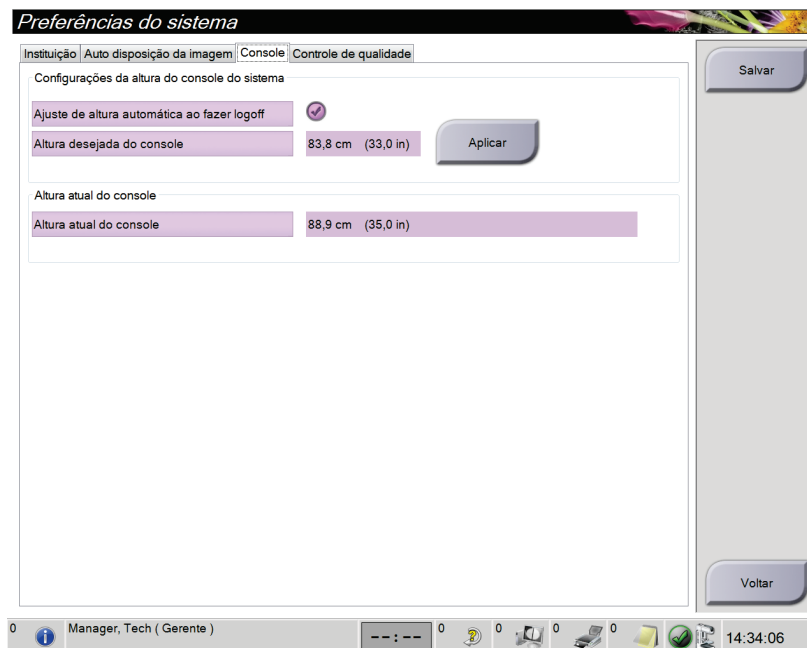 Preferências do sistema
Instituição Auto disposição da imagem Console Controle de qualidade
Salvar
Configurações da altura do console do sistema
Ajuste de altura automática ao fazer logoff
Altura desejada do console 83,8 cm (33,0 in) Aplicar
Altura atual do console
Altura atual do console 88,9 cm (35,0 in)
Voltar
0 Manager, Tech ( Gerente ) --:-- 0 0 0 0 14:34:06